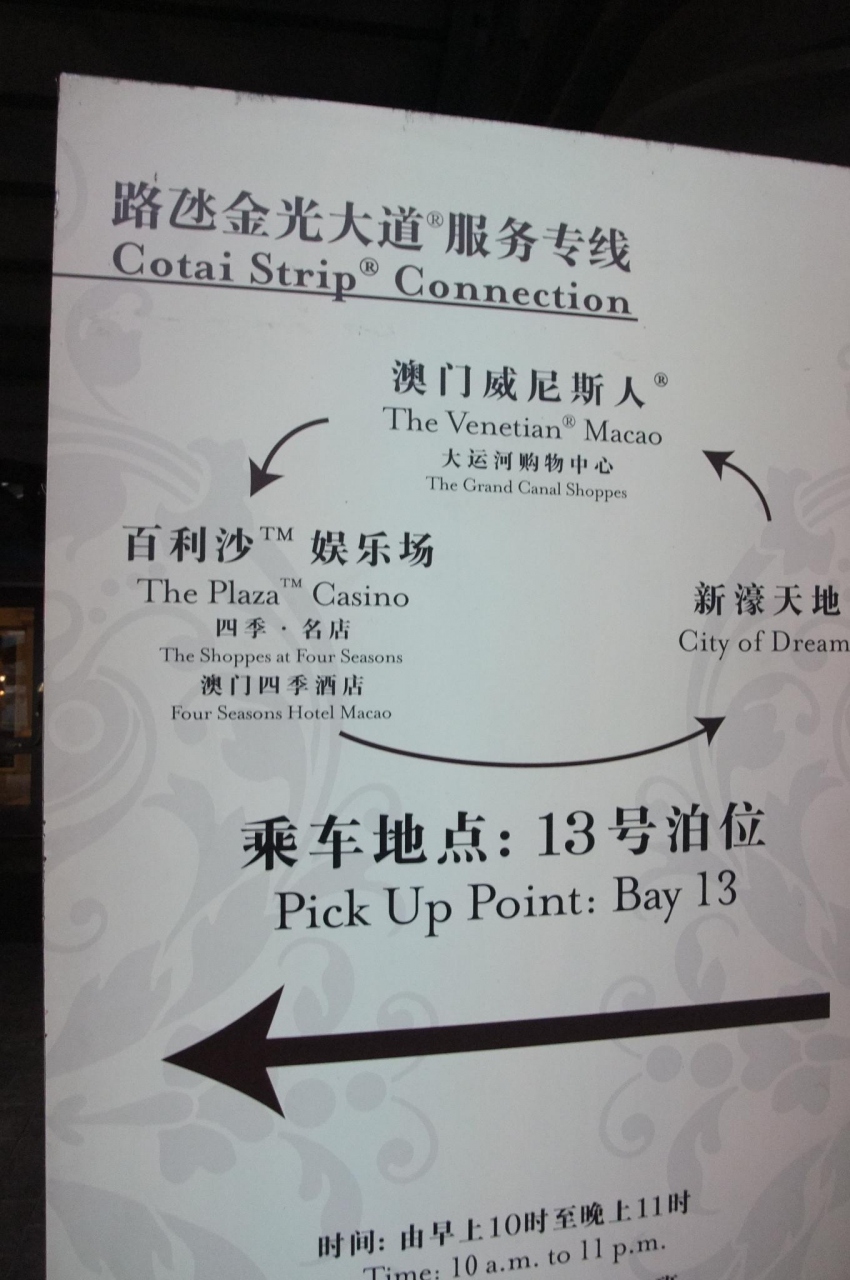 路氹金光大道®服务专线
Cotai Strip® Connection
澳门威尼斯人®
The Venetian® Macao
大运河购物中心
The Grand Canal Shoppes
百利沙™ 娱乐场
The Plaza™ Casino
四季·名店
The Shoppes at Four Seasons
澳门四季酒店
Four Seasons Hotel Macao
新濠天地
City of Dream
乘车地点: 13号泊位
Pick Up Point: Bay 13
时间: 由早上10时至晚上11时
Time: 10 a.m. to 11 p.m.